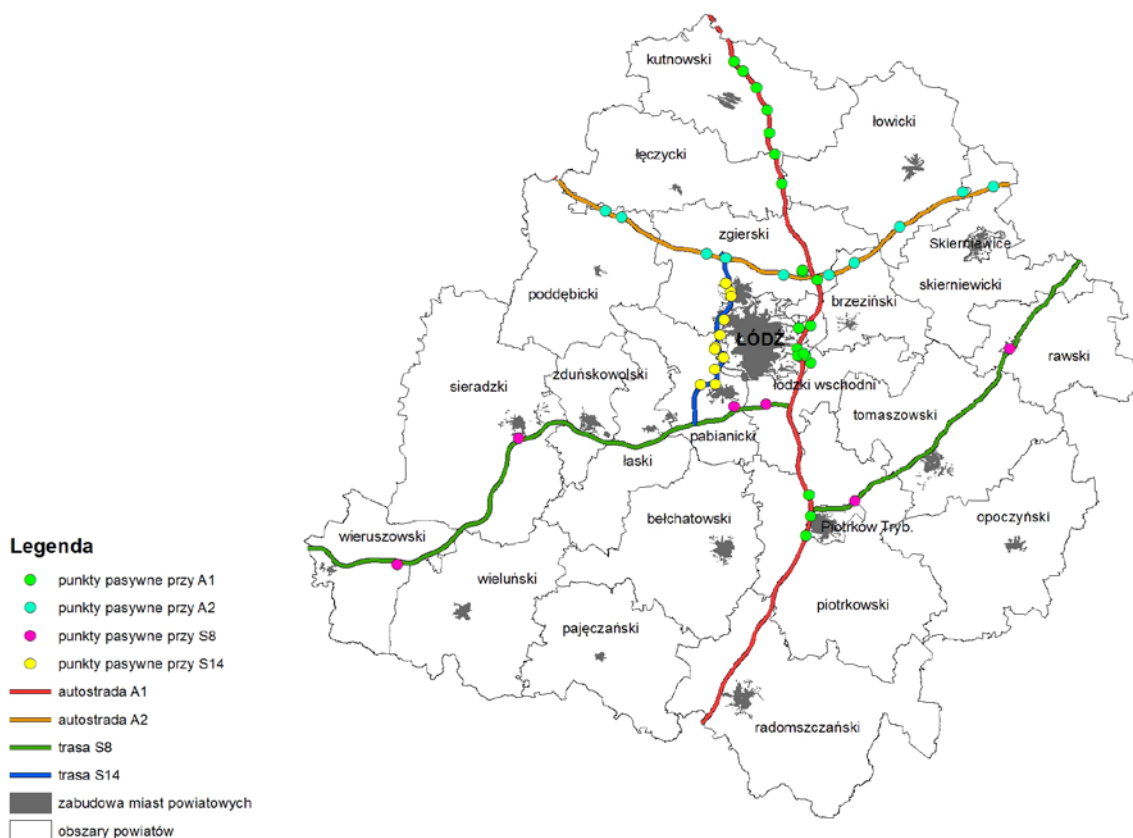 kutnowski
łowicki
łęczycki
zgierski
Skierniewice
skierniewicki
brzeziński
poddębicki
ŁÓDŹ
rawski
zduńskowolski
sieradzki
łódzki wschodni
tomaszowski
pabianicki
łaski
bełchatowski
opoczyński
Piotrków Tryb.
wieruszowski
wieluński
piotrkowski
pajęczański
radomszczański
Legenda
punkty pasywne przy A1
punkty pasywne przy A2
punkty pasywne przy S8
punkty pasywne przy S14
autostrada A1
autostrada A2
trasa S8
trasa S14
zabudowa miast powiatowych
obszary powiatów